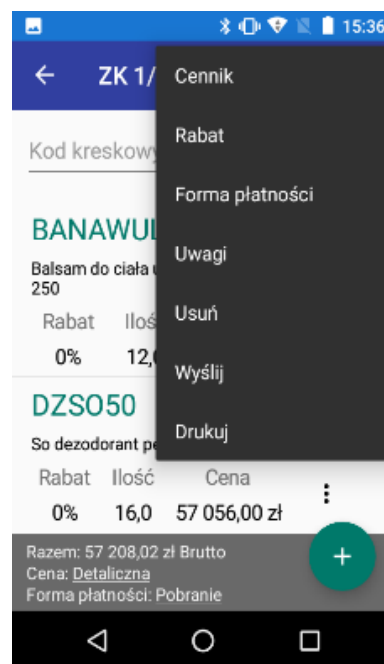 15:36
ZK 1/
Cennik
Rabat
Forma płatności
Uwagi
Usuń
Wyślij
Drukuj
Kod kreskowy
BANAWUL
Balsam do ciała
250
Rabat Iloś
0% 12,0
DZSO50
So dezodorant pe
Rabat Ilość Cena
0% 16,0 57 056,00 zł
+
Razem: 57 208,02 zł Brutto
Cena: Detaliczna
Forma płatności: Pobranie